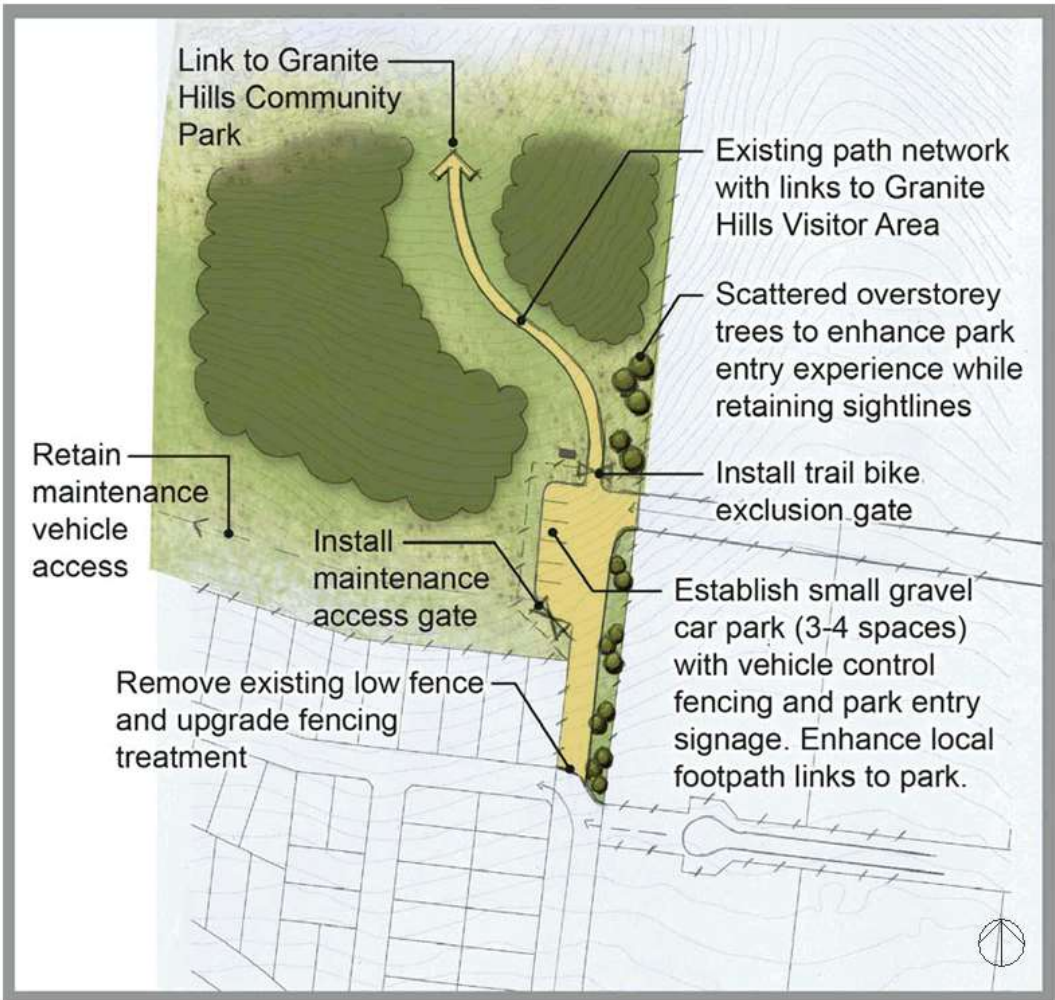 Link to Granite
Hills Community
Park
Existing path network
with links to Granite
Hills Visitor Area
Scattered overstorey
trees to enhance park
entry experience while
retaining sightlines
Retain
maintenance
vehicle
access
Install
maintenance
access gate
Install trail bike
exclusion gate
Establish small gravel
car park (3-4 spaces)
with vehicle control
fencing and park entry
signage. Enhance local
footpath links to park.
Remove existing low fence
and upgrade fencing
treatment